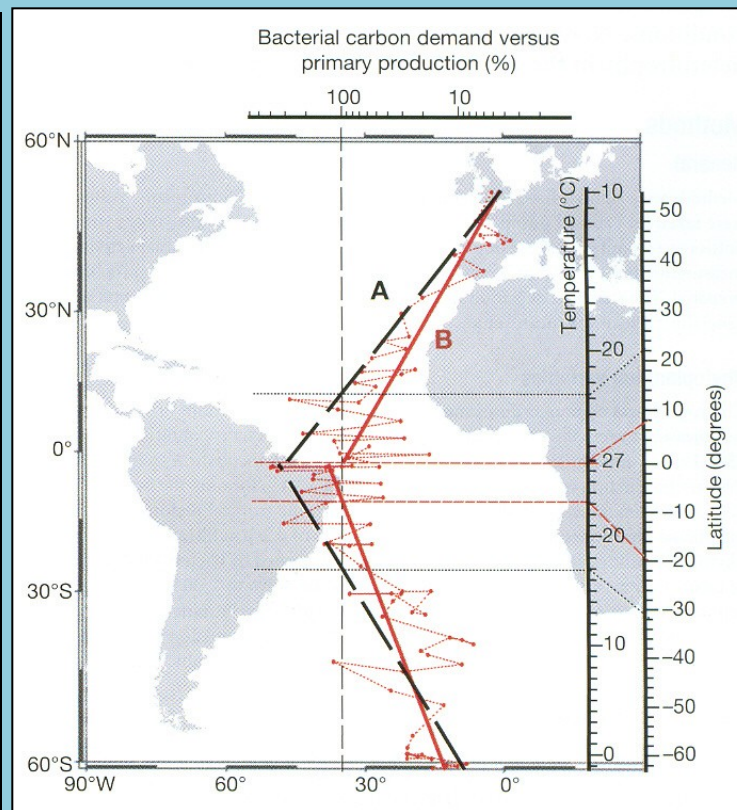 Bacterial carbon demand versus
primary production (%)
100 10
60°N
30°N
0°
30°S
60°S
90°W 60° 30° 0°
A
B
Temperature (°C)
10
20
27
20
10
0
Latitude (degrees)
50
40
30
20
10
0
−10
−20
−30
−40
−50
−60